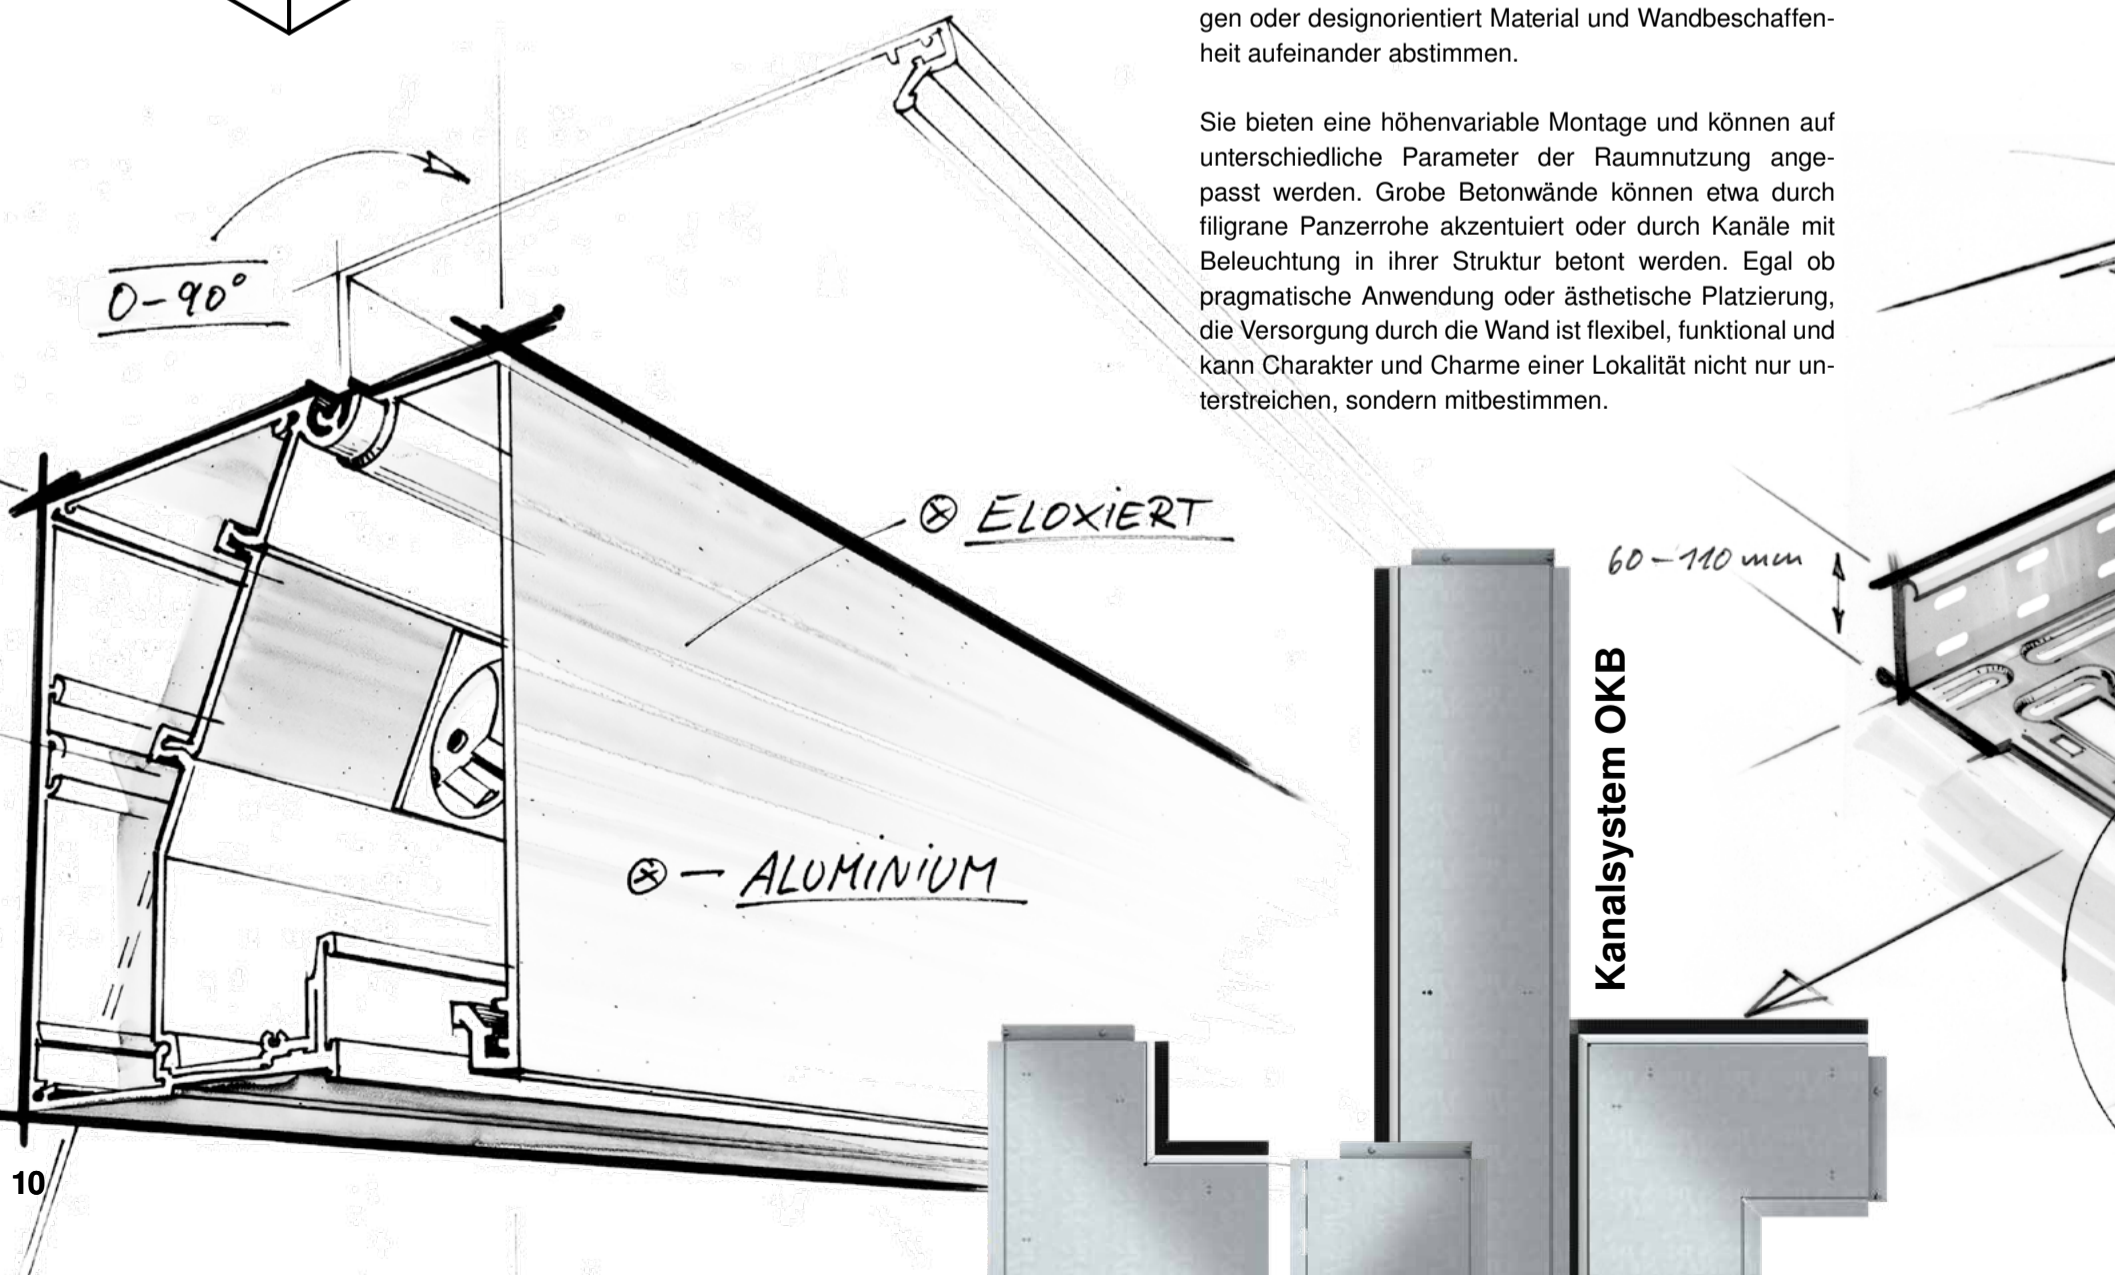 gen oder designorientiert Material und Wandbeschaffen-
heit aufeinander abstimmen.
Sie bieten eine höhenvariable Montage und können auf
unterschiedliche Parameter der Raumnutzung ange-
passt werden. Grobe Betonwände können etwa durch
filigrane Panzerrohe akzentuiert oder durch Kanäle mit
Beleuchtung in ihrer Struktur betont werden. Egal ob
pragmatische Anwendung oder ästhetische Platzierung,
die Versorgung durch die Wand ist flexibel, funktional und
kann Charakter und Charme einer Lokalität nicht nur un-
terstreichen, sondern mitbestimmen.
0-90°
ⓧ ELOXiERT
60-110 mm
Kanalsystem OKB
ⓧ - ALUMiNiUM
10